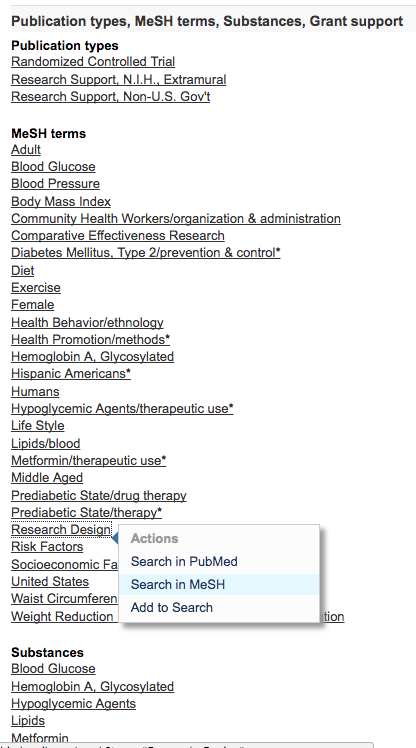 Publication types, MeSH terms, Substances, Grant support
Publication types
Randomized Controlled Trial
Research Support, N.I.H., Extramural
Research Support, Non-U.S. Gov't
MeSH terms
Adult
Blood Glucose
Blood Pressure
Body Mass Index
Community Health Workers/organization & administration
Comparative Effectiveness Research
Diabetes Mellitus, Type 2/prevention & control*
Diet
Exercise
Female
Health Behavior/ethnology
Health Promotion/methods*
Hemoglobin A, Glycosylated
Hispanic Americans*
Humans
Hypoglycemic Agents/therapeutic use*
Life Style
Lipids/blood
Metformin/therapeutic use*
Middle Aged
Prediabetic State/drug therapy
Prediabetic State/therapy*
Research Design
Actions
Risk Factors
Search in PubMed
Socioeconomic Fa
United States
Search in MeSH
Waist Circumferen
Add to Search
Weight Reduction tion
Substances
Blood Glucose
Hemoglobin A, Glycosylated
Hypoglycemic Agents
Lipids
Metformin